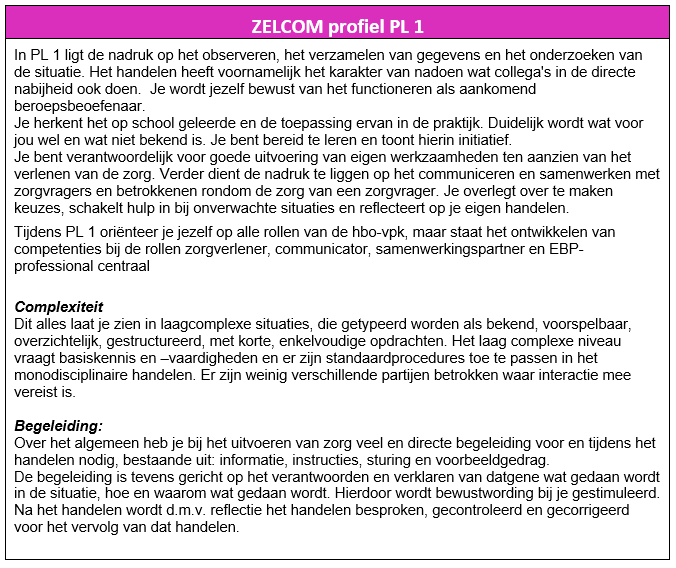 ZELCOM profiel PL 1
In PL 1 ligt de nadruk op het observeren, het verzamelen van gegevens en het onderzoeken van
de situatie. Het handelen heeft voornamelijk het karakter van nadoen wat collega's in de directe
nabijheid ook doen.  Je wordt jezelf bewust van het functioneren als aankomend
beroepsbeoefenaar.
Je herkent het op school geleerde en de toepassing ervan in de praktijk. Duidelijk wordt wat voor
jou wel en wat niet bekend is. Je bent bereid te leren en toont hierin initiatief.
Je bent verantwoordelijk voor goede uitvoering van eigen werkzaamheden ten aanzien van het
verlenen van de zorg. Verder dient de nadruk te liggen op het communiceren en samenwerken met
zorgvragers en betrokkenen rondom de zorg van een zorgvrager. Je overlegt over te maken
keuzes, schakelt hulp in bij onverwachte situaties en reflecteert op je eigen handelen.
Tijdens PL 1 oriënteer je jezelf op alle rollen van de hbo-vpk, maar staat het ontwikkelen van
competenties bij de rollen zorgverlener, communicator, samenwerkingspartner en EBP-
professional centraal
Complexiteit
Dit alles laat je zien in laagcomplexe situaties, die getypeerd worden als bekend, voorspelbaar,
overzichtelijk, gestructureerd, met korte, enkelvoudige opdrachten. Het laag complexe niveau
vraagt basiskennis en –vaardigheden en er zijn standaardprocedures toe te passen in het
monodisciplinaire handelen. Er zijn weinig verschillende partijen betrokken waar interactie mee
vereist is.
Begeleiding:
Over het algemeen heb je bij het uitvoeren van zorg veel en directe begeleiding voor en tijdens het
handelen nodig, bestaande uit: informatie, instructies, sturing en voorbeeldgedrag.
De begeleiding is tevens gericht op het verantwoorden en verklaren van datgene wat gedaan wordt
in de situatie, hoe en waarom wat gedaan wordt. Hierdoor wordt bewustwording bij je gestimuleerd.
Na het handelen wordt d.m.v. reflectie het handelen besproken, gecontroleerd en gecorrigeerd
voor het vervolg van dat handelen.